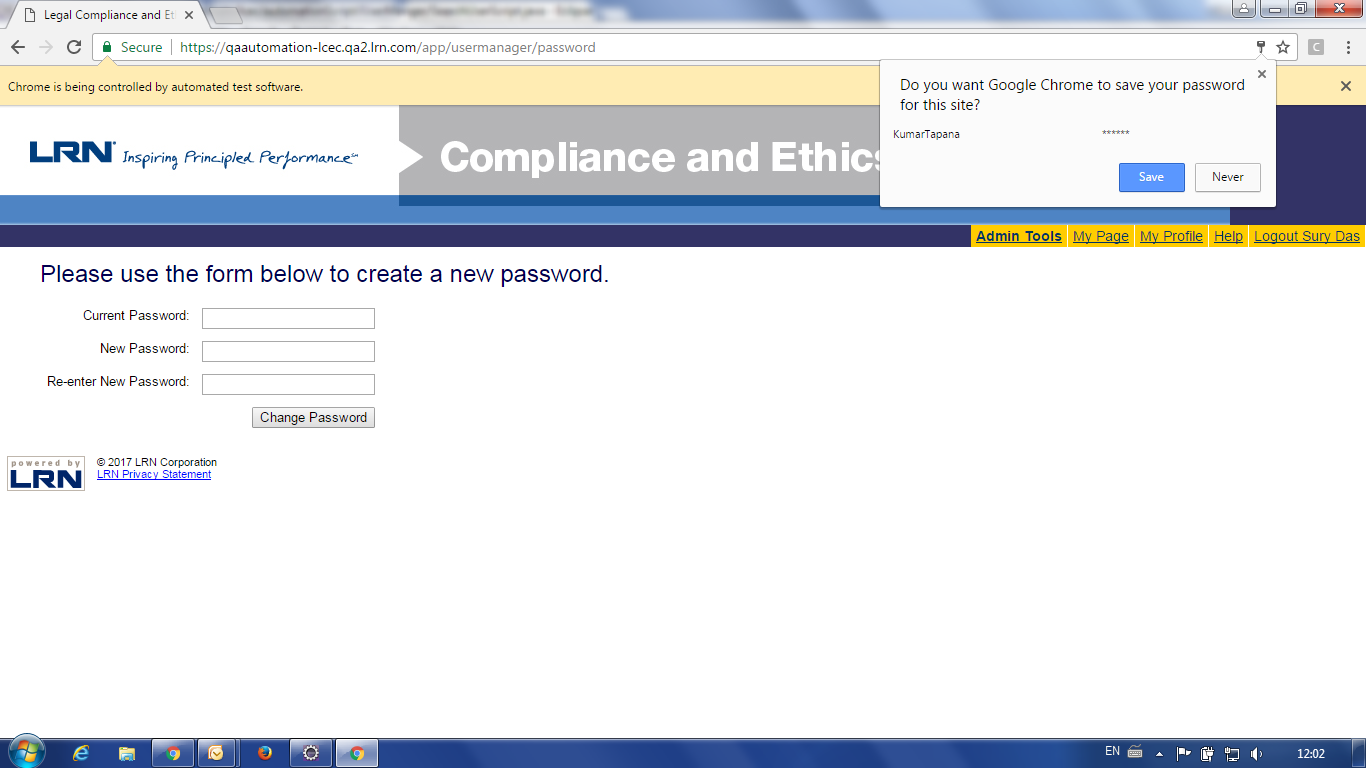 Legal Compliance and Et
Secure
https://qaautomation-lcec.qa2.lrn.com/app/usermanager/password
C
Chrome is being controlled by automated test software.
Do you want Google Chrome to save your password
for this site?
KumarTapana ******
Save Never
LRN Inspiring Principled Performance℠
Compliance and Ethics
Admin Tools My Page My Profile Help Logout Sury Das
Please use the form below to create a new password.
Current Password:
New Password:
Re-enter New Password:
Change Password
powered by
LRN
© 2017 LRN Corporation
LRN Privacy Statement
EN 12:02